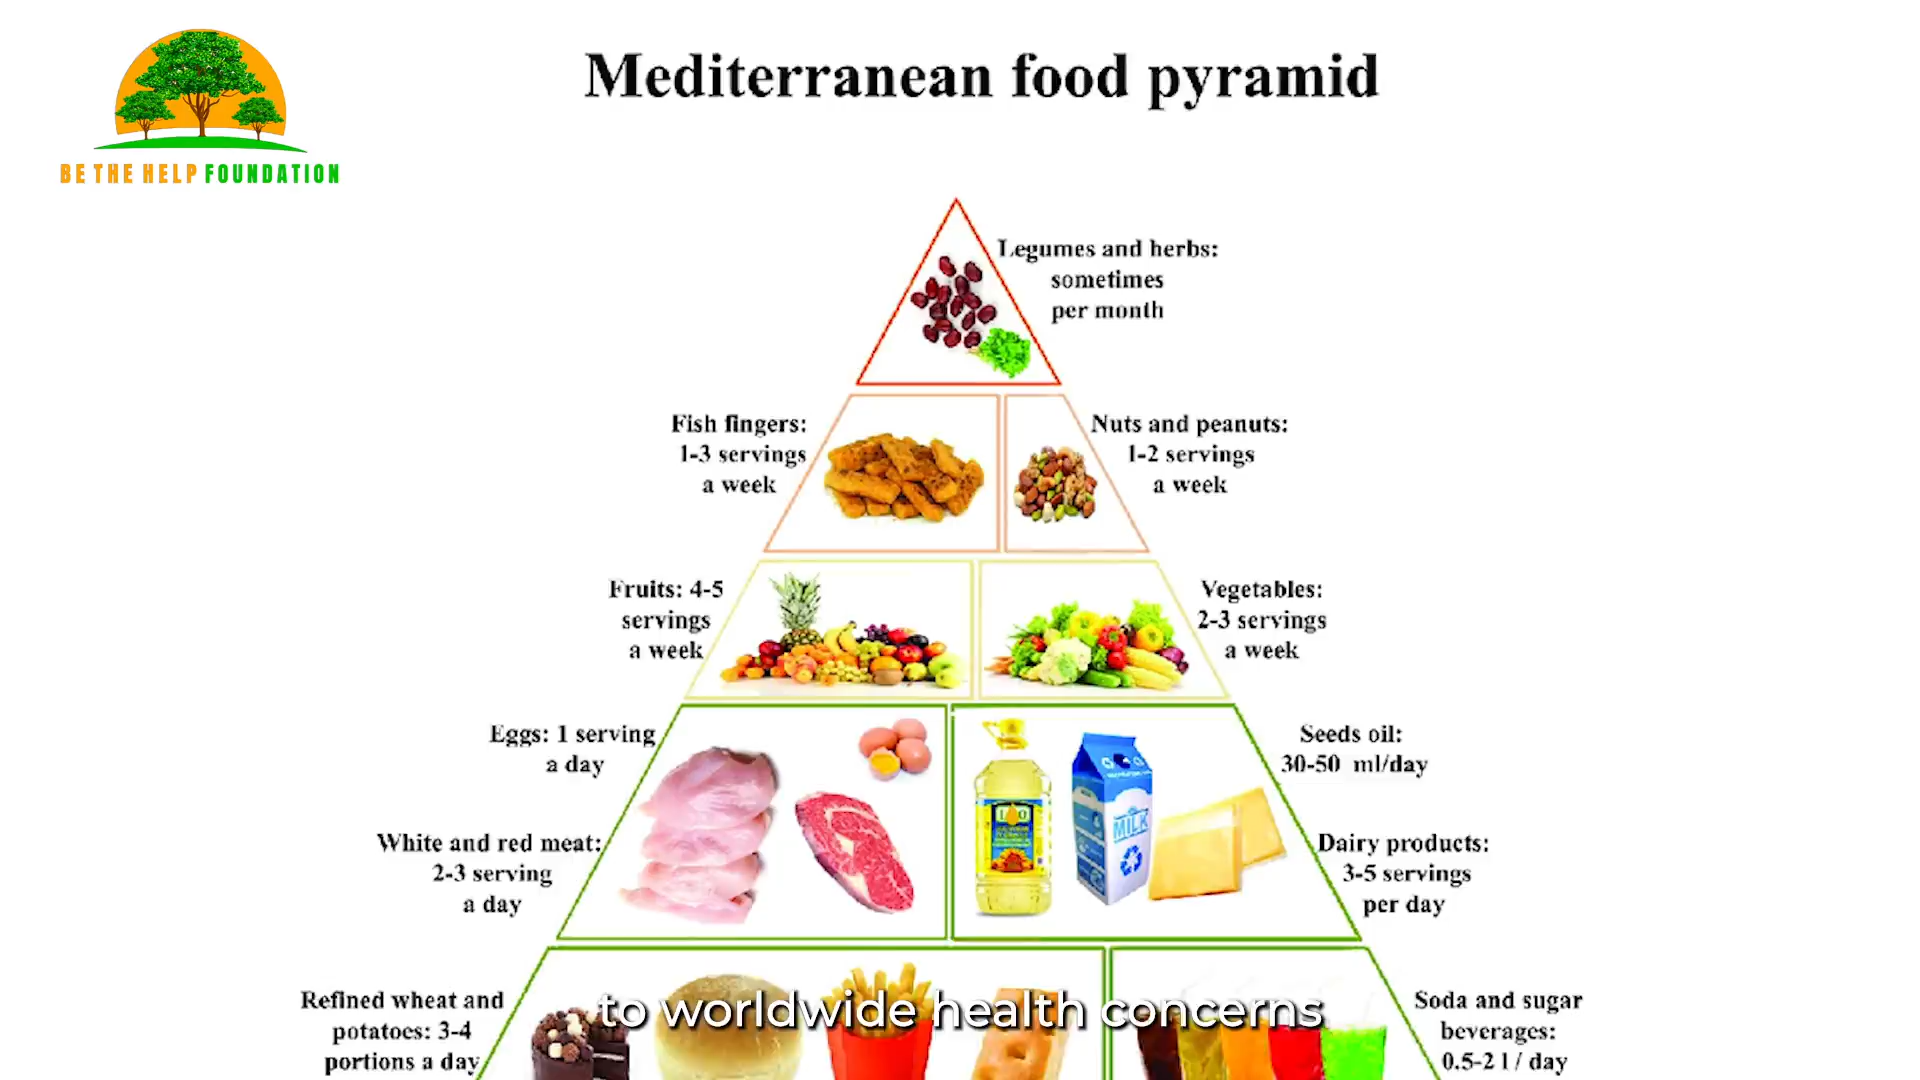 Mediterranean food pyramid
BE THE HELP FOUNDATION
Legumes and herbs:
sometimes
per month
Fish fingers:
1-3 servings
a week
Nuts and peanuts:
1-2 servings
a week
Fruits: 4-5
servings
a week
Vegetables:
2-3 servings
a week
Eggs: 1 serving
a day
Seeds oil:
30-50 ml/day
MILK
White and red meat:
2-3 serving
a day
Dairy products:
3-5 servings
per day
Refined wheat and
potatoes: 3-4
portions a day
Soda and sugar
beverages:
0.5-2 l / day
to worldwide health concerns